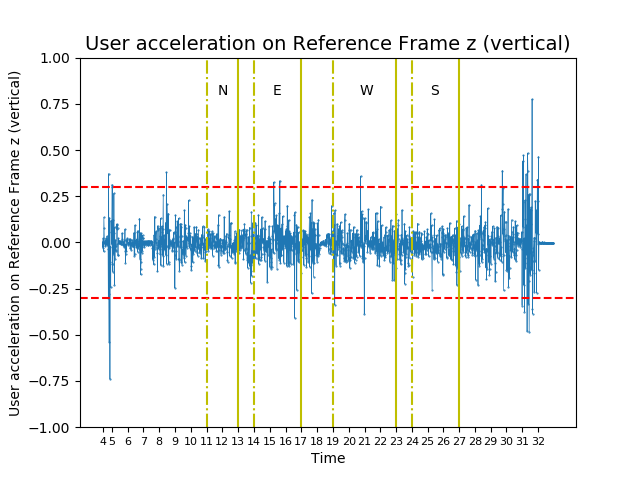 User acceleration on Reference Frame z (vertical)
User acceleration on Reference Frame z (vertical)
1.00
0.75
0.50
0.25
0.00
−0.25
−0.50
−0.75
−1.00
N E W S
4 5 6 7 8 9 10 11 12 13 14 15 16 17 18 19 20 21 22 23 24 25 26 27 28 29 30 31 32
Time